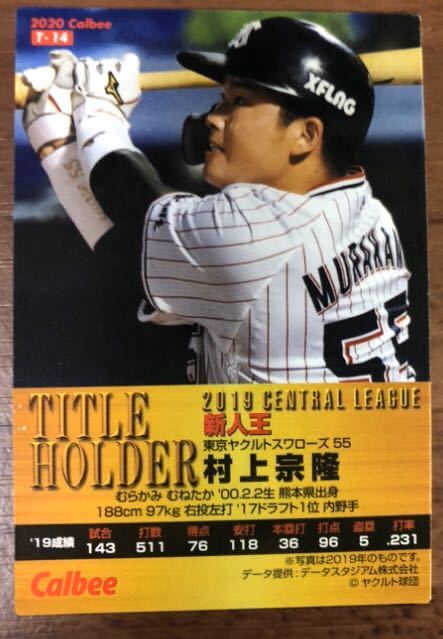 2020 Calbee
T-14
XFLAG
MURAKAM
55
TITLE HOLDER
2019 CENTRAL LEAGUE
新人王
東京ヤクルトスワローズ 55
村上宗隆
むらかみ むねたか '00.2.2生 熊本県出身
188cm 97kg 右投左打 '17ドラフト1位 内野手
試合 打数 得点 安打 本塁打 打点 盗塁 打率
'19成績 143 511 76 118 36 96 5 .231
Calbee
※写真は2019年のものです。
データ提供：データスタジアム株式会社
© ヤクルト球団